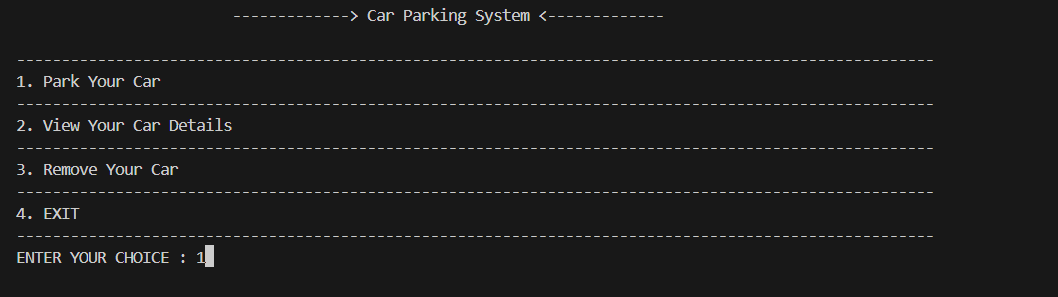 -------------> Car Parking System <-------------
------------------------------------------------------------------------------------------------------
1. Park Your Car
------------------------------------------------------------------------------------------------------
2. View Your Car Details
------------------------------------------------------------------------------------------------------
3. Remove Your Car
------------------------------------------------------------------------------------------------------
4. EXIT
------------------------------------------------------------------------------------------------------
ENTER YOUR CHOICE : 1